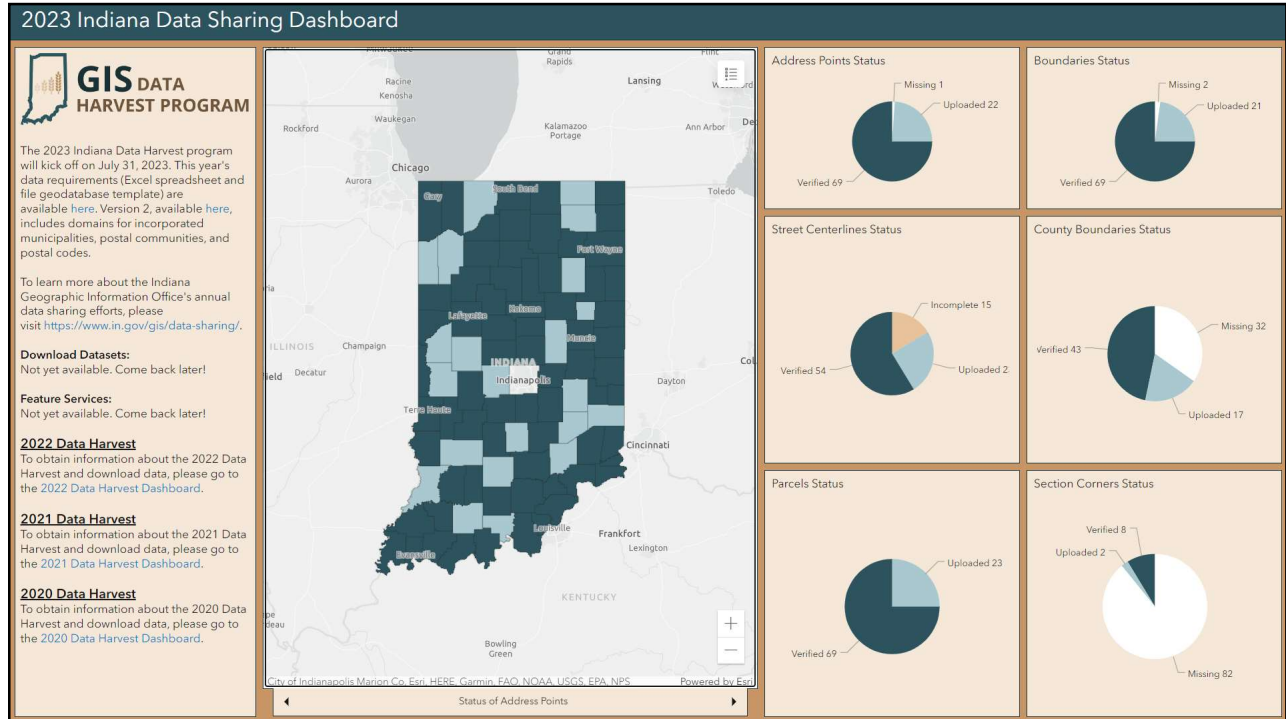 2023 Indiana Data Sharing Dashboard
GIS DATA
HARVEST PROGRAM
The 2023 Indiana Data Harvest program
will kick off on July 31, 2023. This year's
data requirements (Excel spreadsheet and
file geodatabase template) are
available here. Version 2, available here,
includes domains for incorporated
municipalities, postal communities, and
postal codes.
To learn more about the Indiana
Geographic Information Office's annual
data sharing efforts, please
visit https://www.in.gov/gis/data-sharing/.
Download Datasets:
Not yet available. Come back later!
Feature Services:
Not yet available. Come back later!
2022 Data Harvest
To obtain information about the 2022 Data
Harvest and download data, please go to
the 2022 Data Harvest Dashboard.
2021 Data Harvest
To obtain information about the 2021 Data
Harvest and download data, please go to
the 2021 Data Harvest Dashboard.
2020 Data Harvest
To obtain information about the 2020 Data
Harvest and download data, please go to
the 2020 Data Harvest Dashboard.
Grand
Rapids
Flint
Racine
Kenosha
Lansing
Waukegan
Rockford
Kalamazoo
Portage
Ann Arbor
De
Chicago
Aurora
Gary
South Bend
Toledo
Fort Wayne
Lafayette
Kokomo
ILLINOIS
Champaign
Muncie
INDIANA
Col
field
Decatur
Indianapolis
Dayton
Terre Haute
Cincinnati
Louisville
Frankfort
Evansville
Lexington
KENTUCKY
Bowling
Green
+
−
City of Indianapolis Marion Co, Esri, HERE, Garmin, FAO, NOAA, USGS, EPA, NPS
Powered by Esri
Status of Address Points
Address Points Status
Missing 1
Uploaded 22
Verified 69
Boundaries Status
Missing 2
Uploaded 21
Verified 69
Street Centerlines Status
Incomplete 15
Uploaded 2
Verified 54
County Boundaries Status
Missing 32
Verified 43
Uploaded 17
Parcels Status
Uploaded 23
Verified 69
Section Corners Status
Verified 8
Uploaded 2
Missing 82